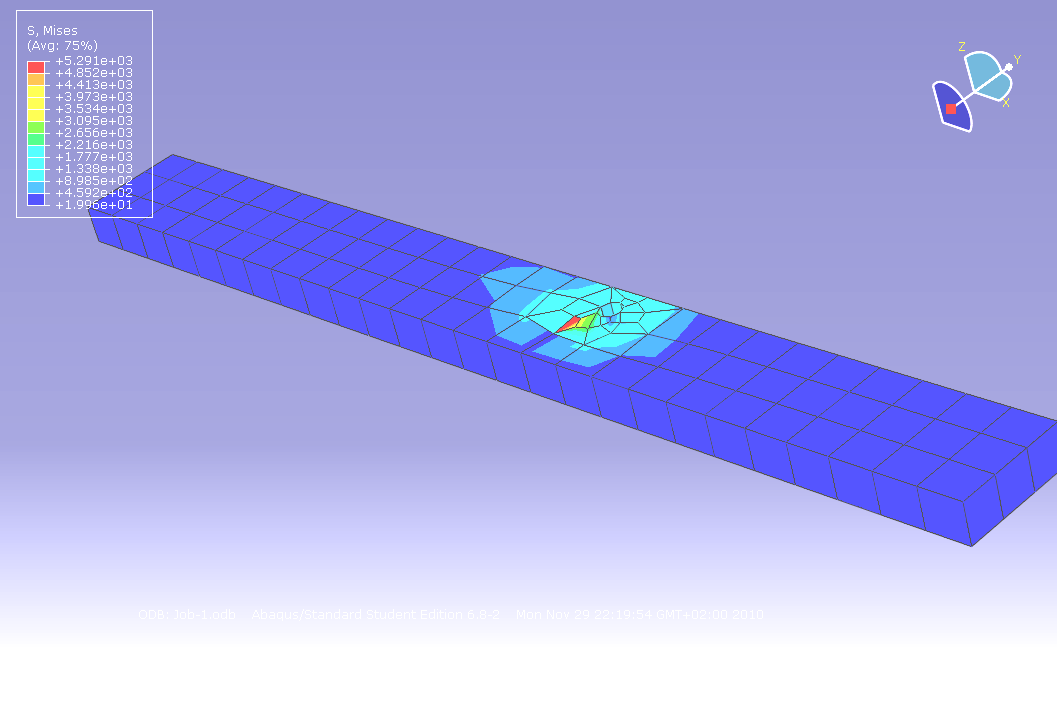 S, Mises
(Avg: 75%)
+5.291e+03
+4.852e+03
+4.413e+03
+3.973e+03
+3.534e+03
+3.095e+03
+2.656e+03
+2.216e+03
+1.777e+03
+1.338e+03
+8.985e+02
+4.592e+02
+1.996e+01
Z
Y
X
ODB: Job-1.odb Abaqus/Standard Student Edition 6.8-2 Mon Nov 29 22:19:54 GMT+02:00 2010